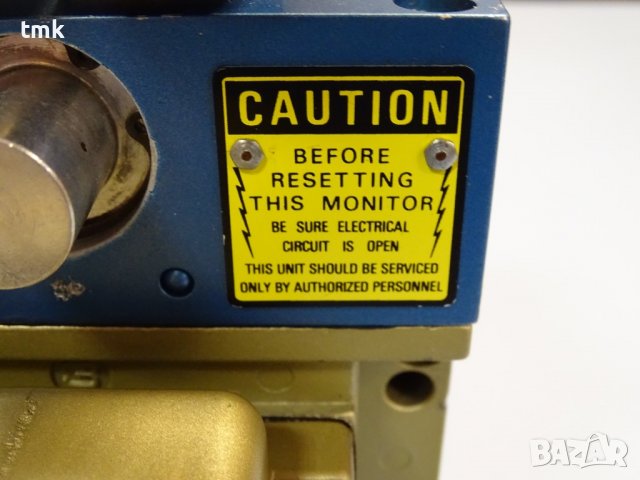 tmk
CAUTION
BEFORE
RESETTING
THIS MONITOR
BE SURE ELECTRICAL
CIRCUIT IS OPEN
THIS UNIT SHOULD BE SERVICED
ONLY BY AUTHORIZED PERSONNEL
BAZAR